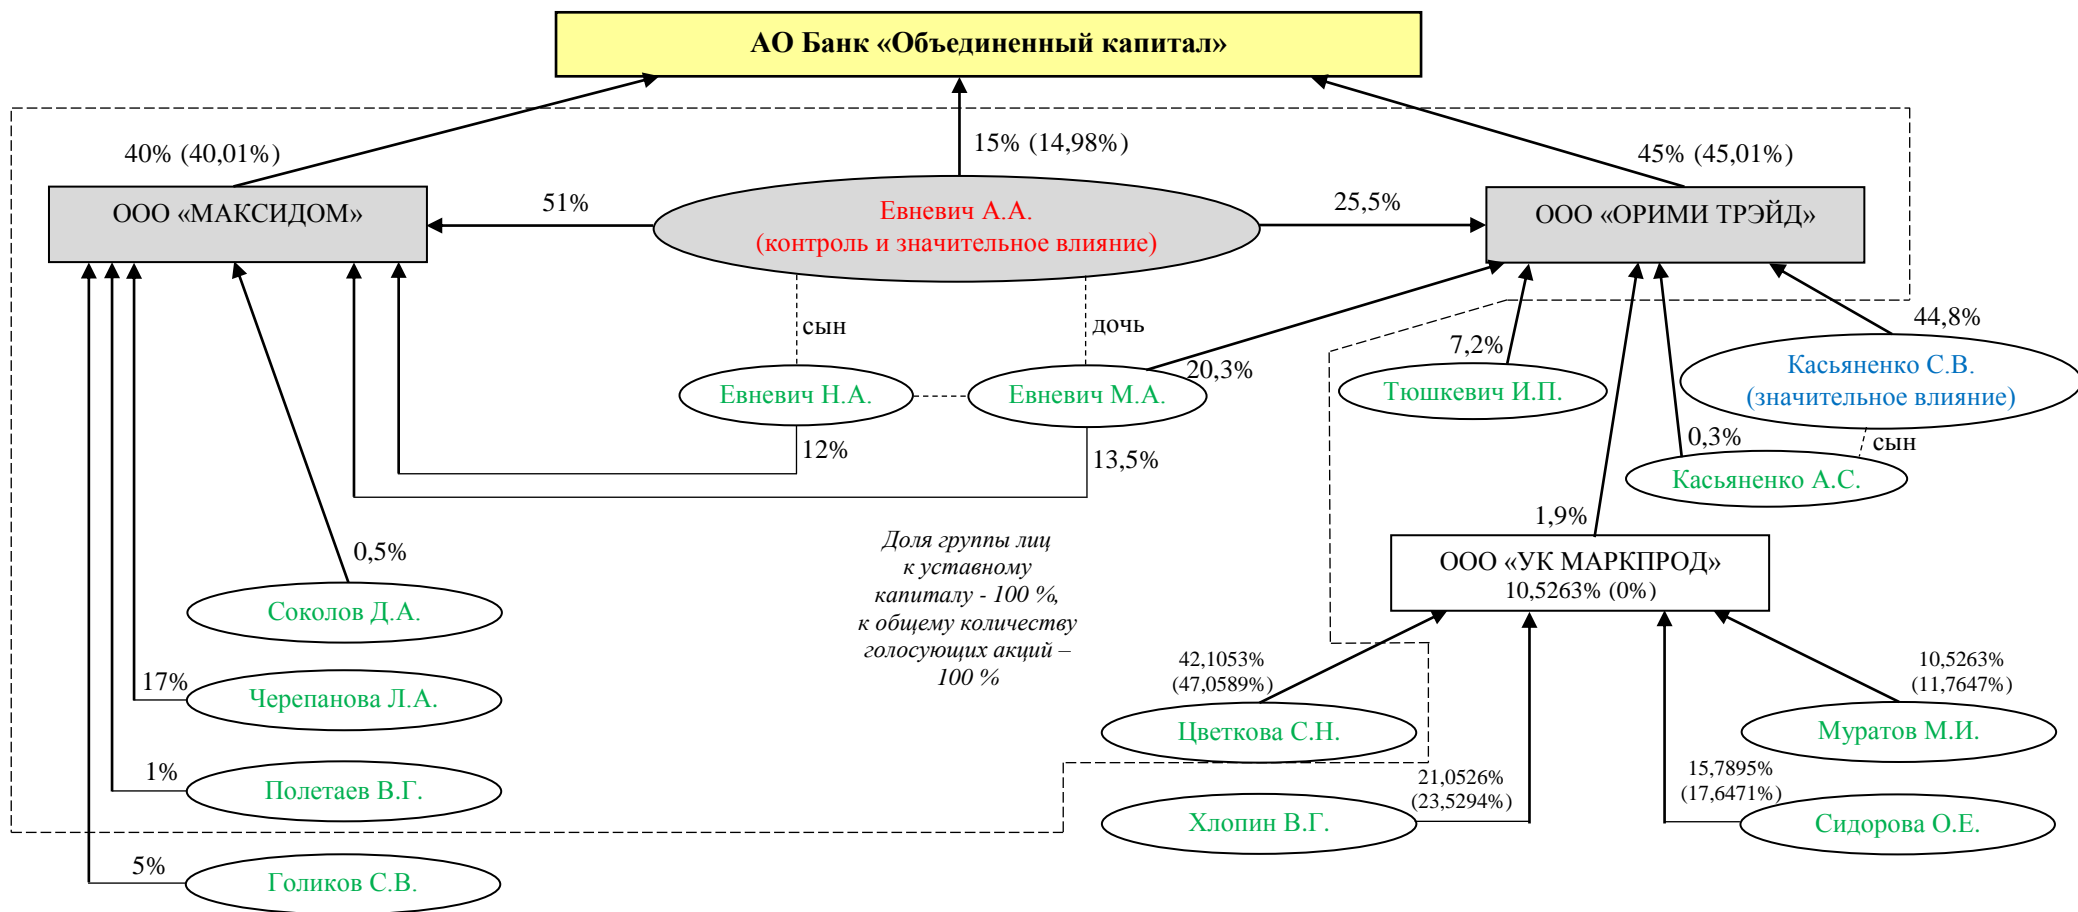 АО Банк «Объединенный капитал»
40% (40,01%)
15% (14,98%)
45% (45,01%)
ООО «МАКСИДОМ»
51%
Евневич А.А.
(контроль и значительное влияние)
25,5%
ООО «ОРИМИ ТРЭЙД»
сын
дочь
44,8%
7,2%
20,3%
Евневич Н.А.
Евневич М.А.
Тюшкевич И.П.
Касьяненко С.В.
(значительное влияние)
12%
13,5%
0,3%
сын
Касьяненко А.С.
1,9%
Доля группы лиц
к уставному
капиталу - 100 %,
к общему количеству
голосующих акций –
100 %
ООО «УК МАРКПРОД»
10,5263% (0%)
0,5%
Соколов Д.А.
17%
Черепанова Л.А.
42,1053%
(47,0589%)
10,5263%
(11,7647%)
Цветкова С.Н.
Муратов М.И.
1%
Полетаев В.Г.
21,0526%
(23,5294%)
15,7895%
(17,6471%)
Хлопин В.Г.
Сидорова О.Е.
5%
Голиков С.В.